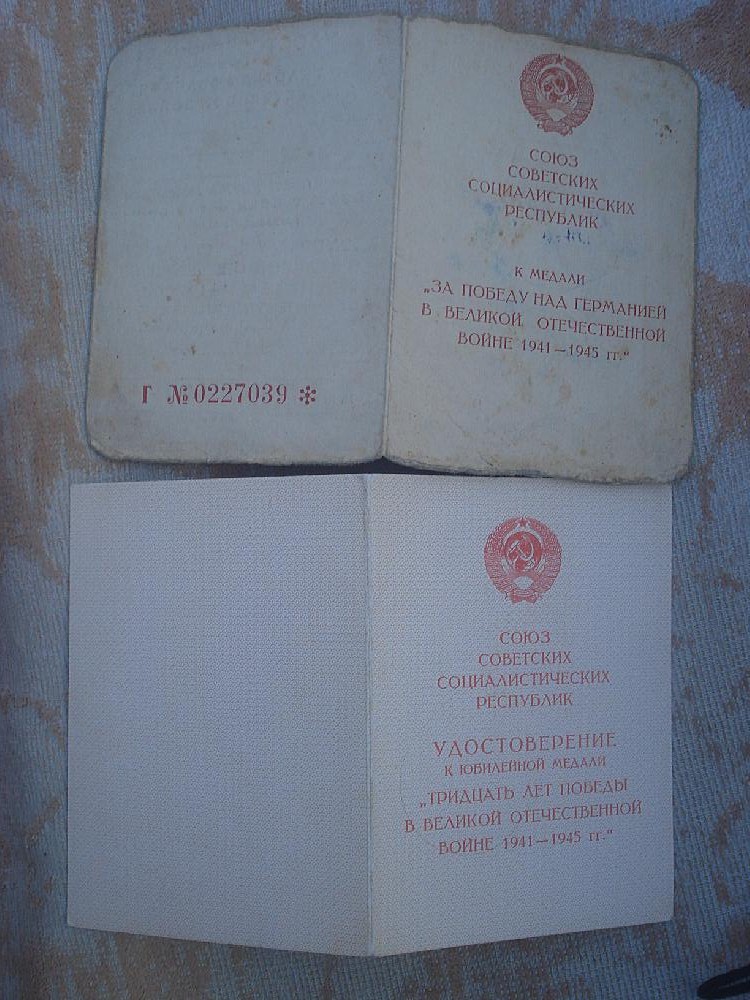 СОЮЗ
СОВЕТСКИХ
СОЦИАЛИСТИЧЕСКИХ
РЕСПУБЛИК
К МЕДАЛИ
„ЗА ПОБЕДУ НАД ГЕРМАНИЕЙ
В ВЕЛИКОЙ ОТЕЧЕСТВЕННОЙ
ВОЙНЕ 1941—1945 гг.“
Г №0227039 *
СОЮЗ
СОВЕТСКИХ
СОЦИАЛИСТИЧЕСКИХ
РЕСПУБЛИК
УДОСТОВЕРЕНИЕ
К ЮБИЛЕЙНОЙ МЕДАЛИ
„ТРИДЦАТЬ ЛЕТ ПОБЕДЫ
В ВЕЛИКОЙ ОТЕЧЕСТВЕННОЙ
ВОЙНЕ 1941—1945 гг.“